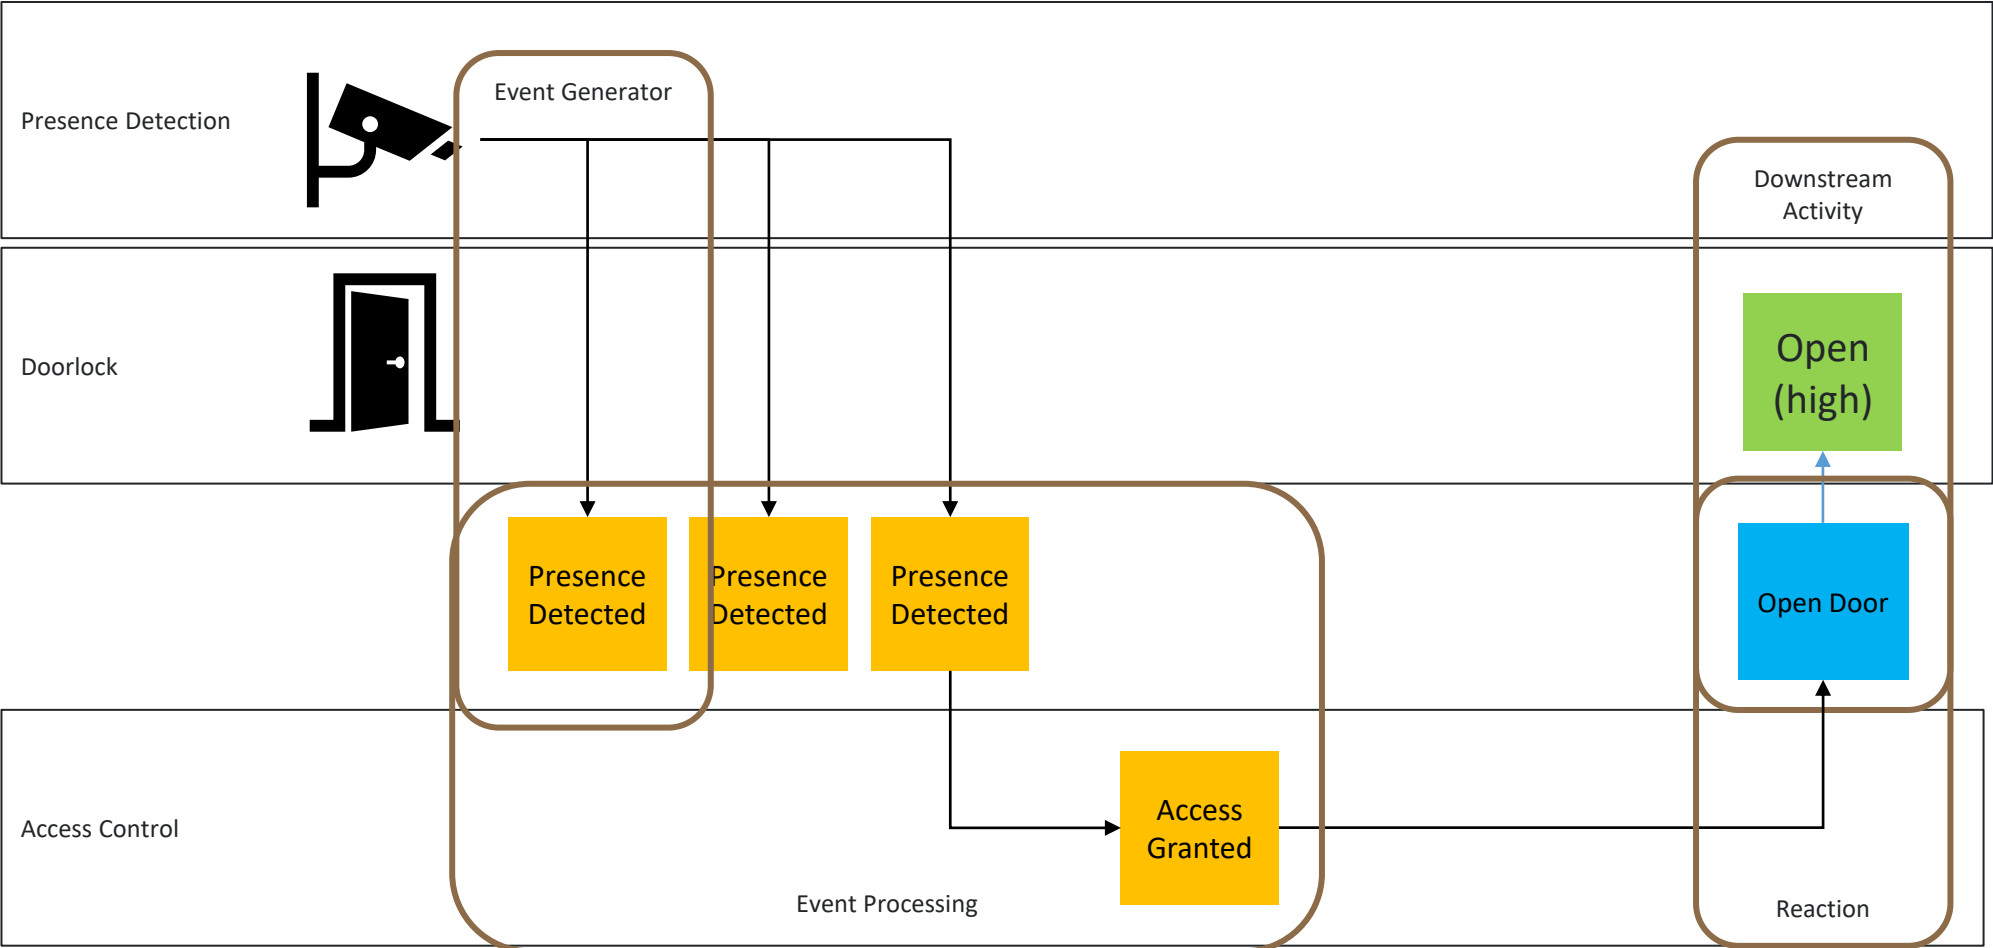 Event Generator
Presence Detection
Downstream
Activity
Doorlock
Open
(high)
Presence
Detected
Presence
Detected
Presence
Detected
Open Door
Access
Granted
Access Control
Event Processing
Reaction